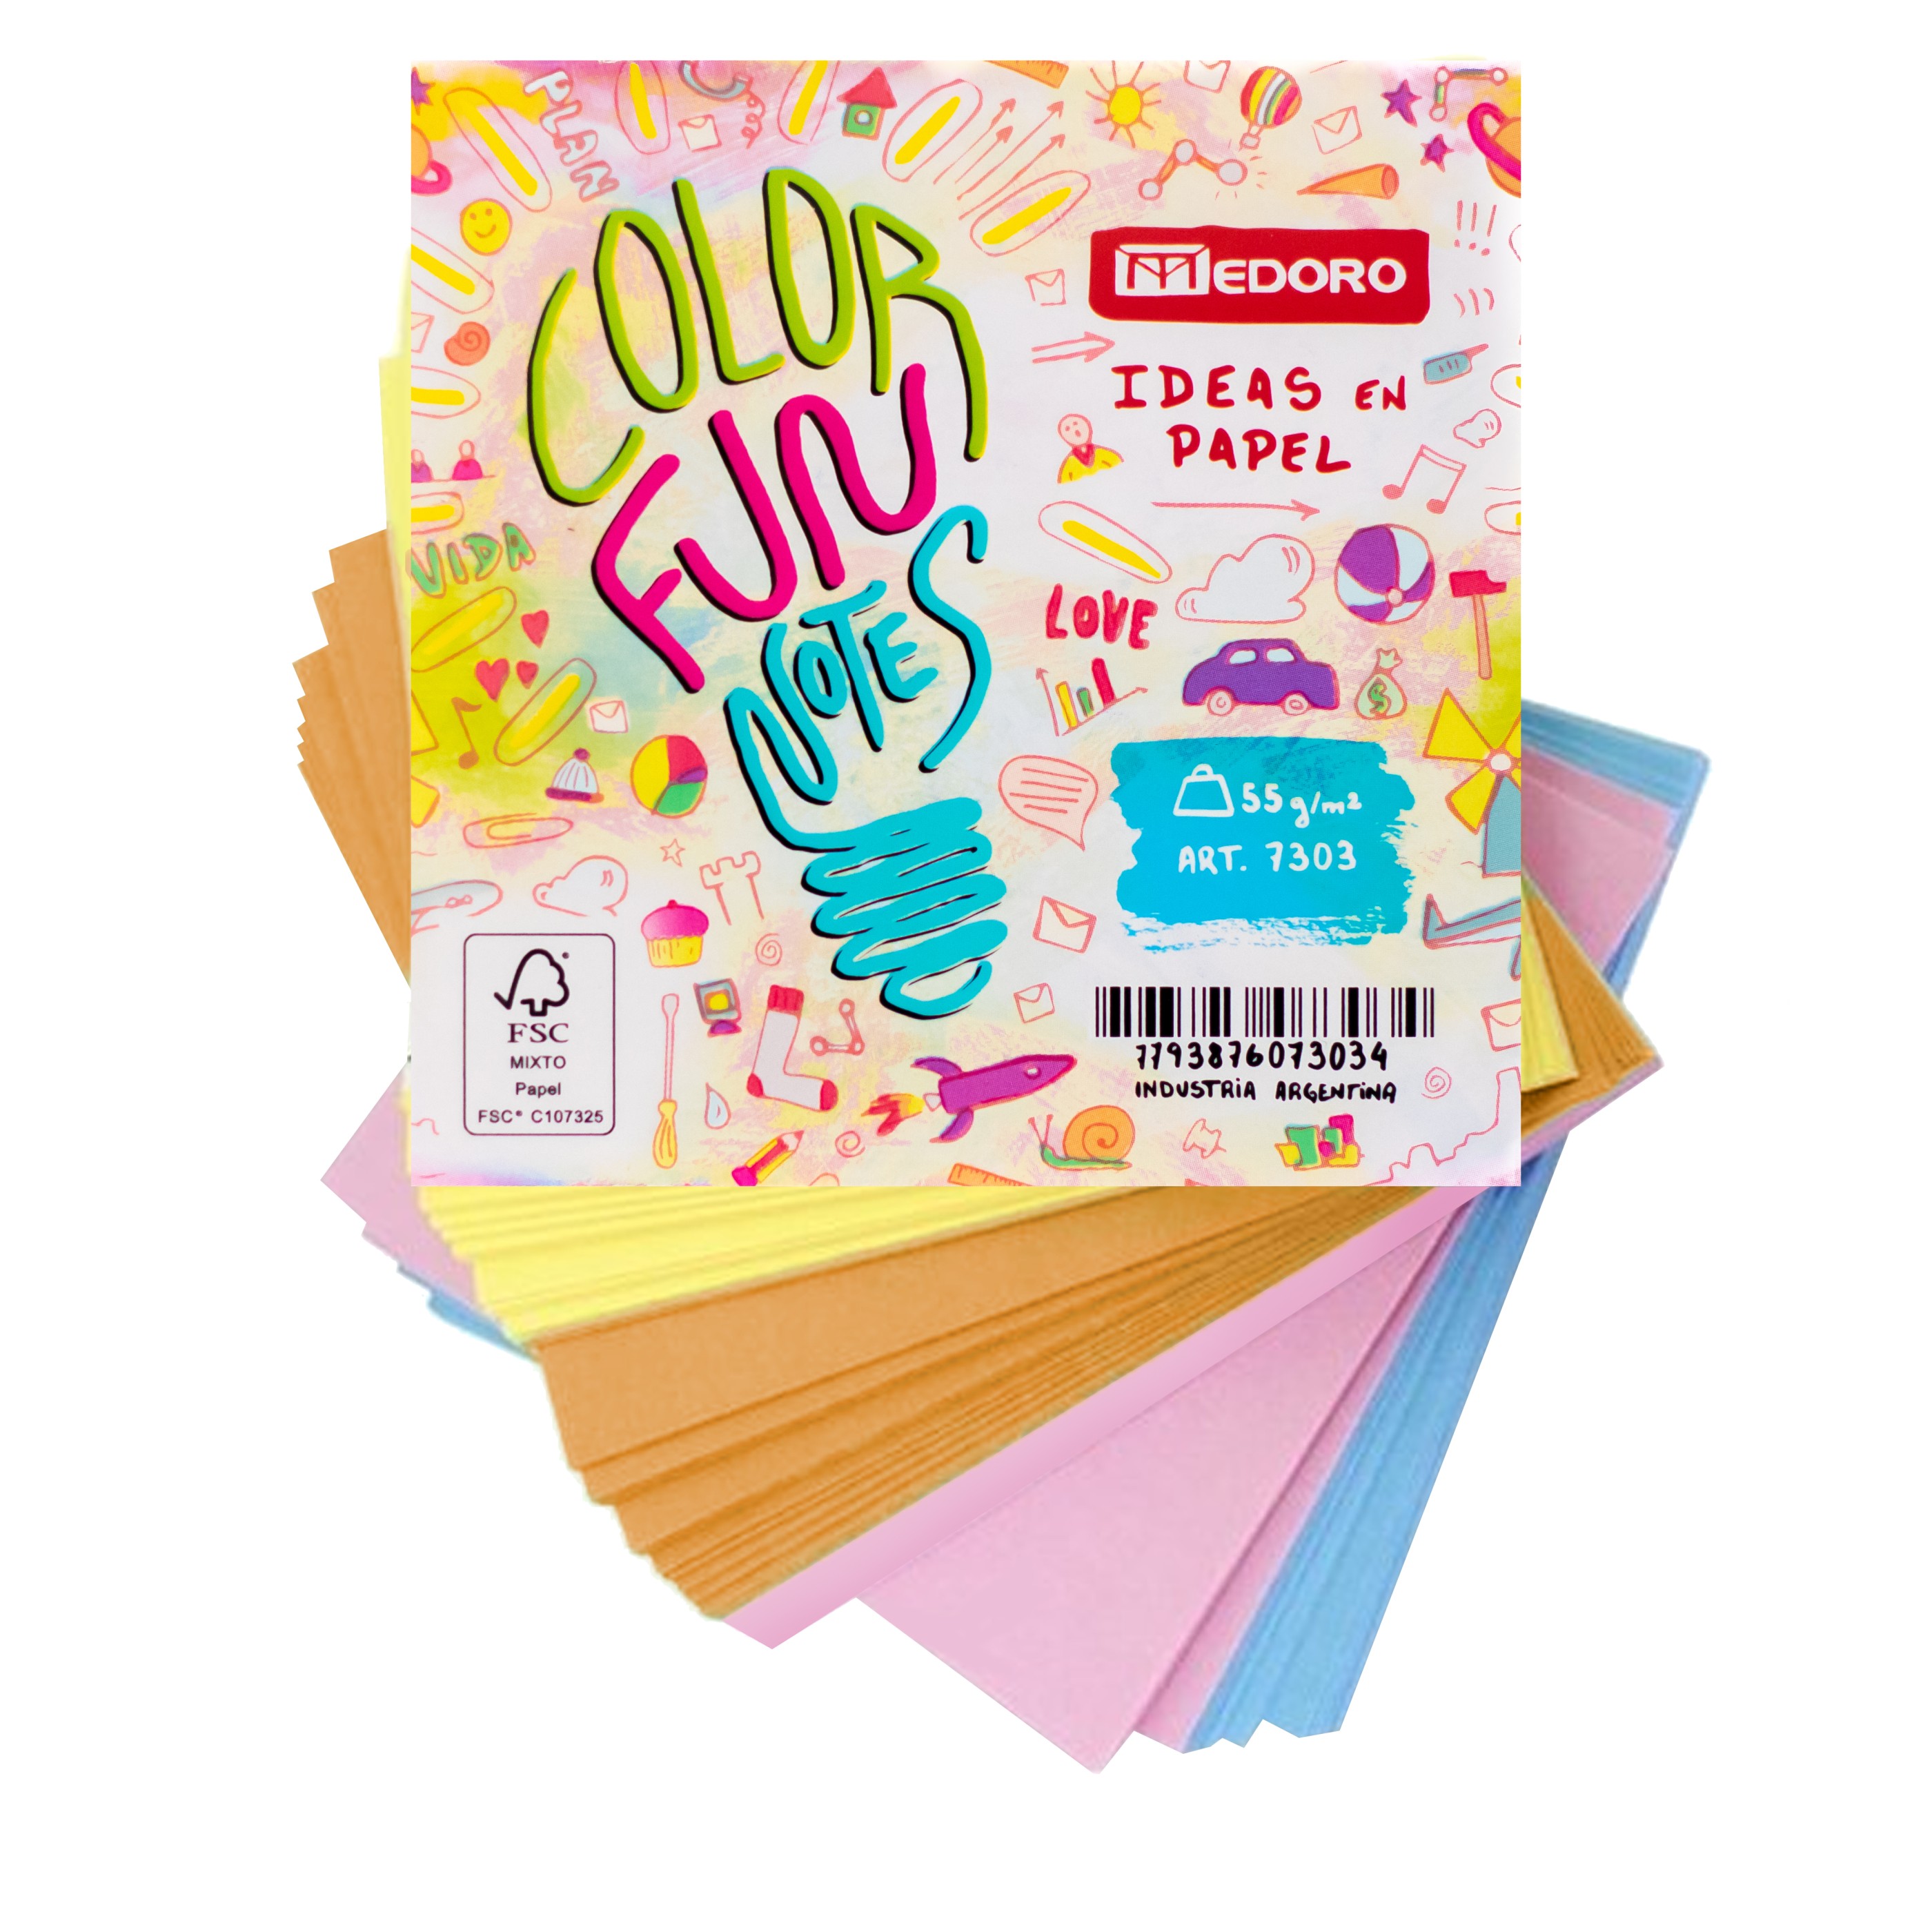 PLAN
COLOR
FUN
NOTES
MEDORO
IDEAS EN
PAPEL
VIDA
LOVE
$
55 g/m2
ART. 7303
FSC
MIXTO
Papel
FSC® C107325
7793876073034
INDUSTRIA ARGENTINA